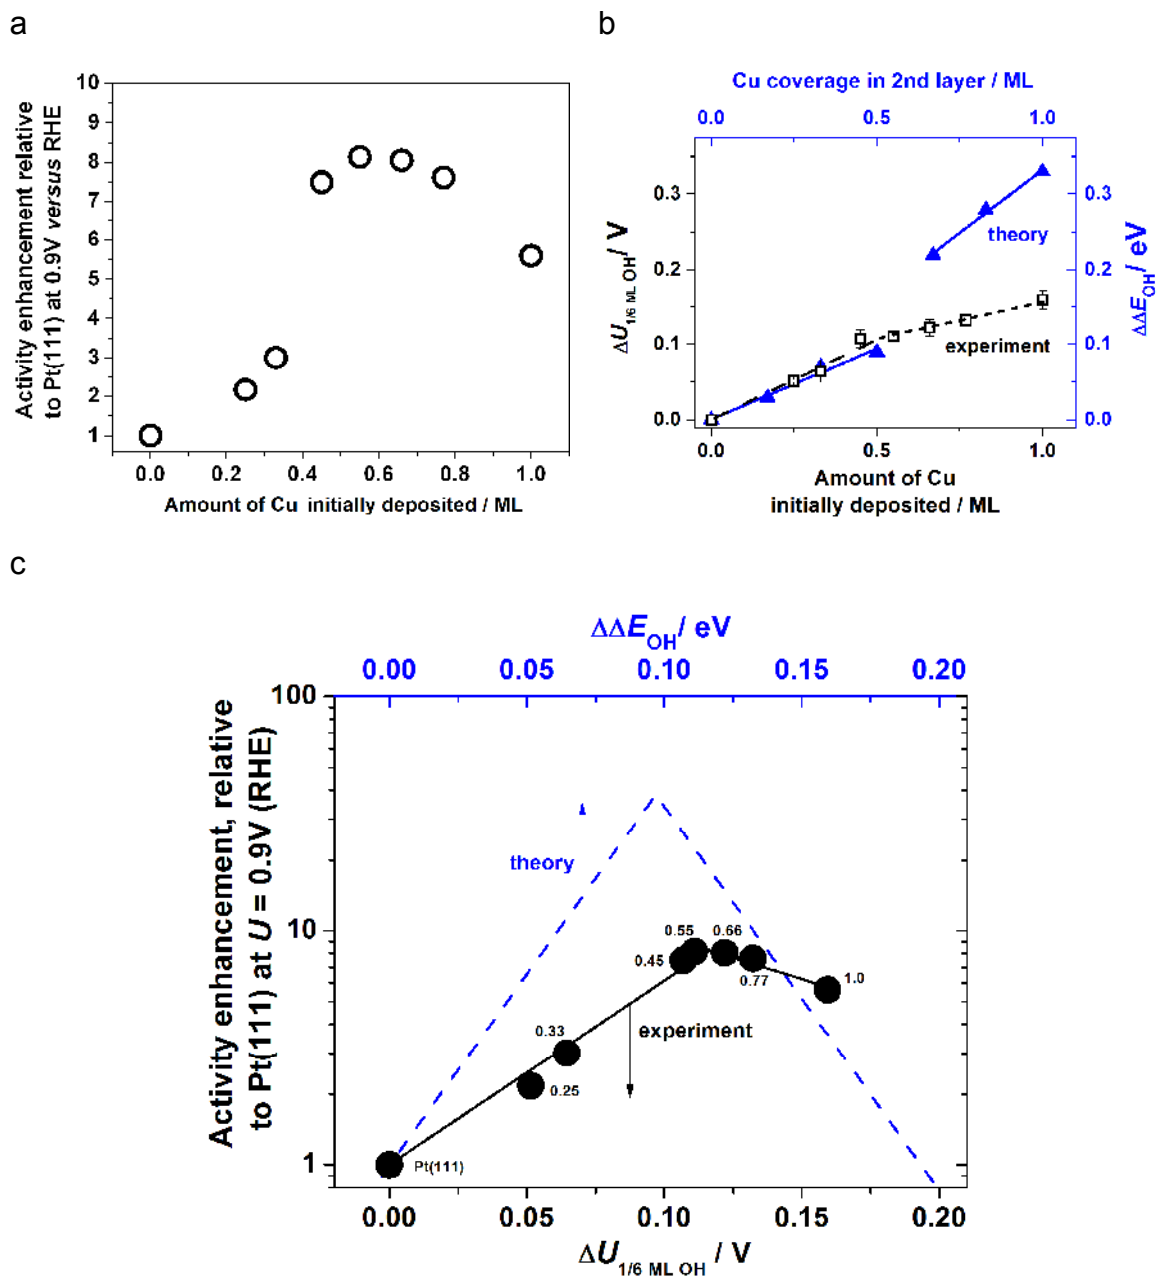 a
Activity enhancement relative
to Pt(111) at 0.9V versus RHE
10
9
8
7
6
5
4
3
2
1
0.0 0.2 0.4 0.6 0.8 1.0
Amount of Cu initially deposited / ML
b
Cu coverage in 2nd layer / ML
0.0 0.5 1.0
ΔU1/6 ML OH/ V
0.3
0.2
0.1
0.0
theory
experiment
0.3
0.2
0.1
0.0
ΔΔEOH/ eV
0.0 0.5 1.0
Amount of Cu
initially deposited / ML
c
ΔΔEOH/ eV
0.00 0.05 0.10 0.15 0.20
Activity enhancement, relative
to Pt(111) at U = 0.9V (RHE)
100
10
1
theory
0.55 0.66
0.45
0.77
1.0
0.33
experiment
0.25
Pt(111)
0.00 0.05 0.10 0.15 0.20
ΔU1/6 ML OH / V